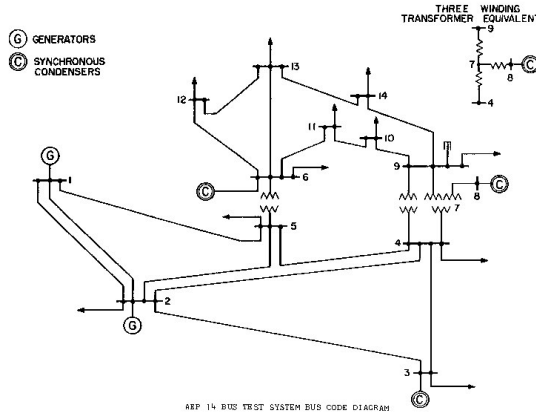 THREE WINDING
TRANSFORMER EQUIVALENT
G GENERATORS
C SYNCHRONOUS
CONDENSERS
9
7
8
C
4
13
14
12
11
10
G
1
C
6
9
8
C
7
5
4
2
G
3
C
AEP 14 BUS TEST SYSTEM BUS CODE DIAGRAM